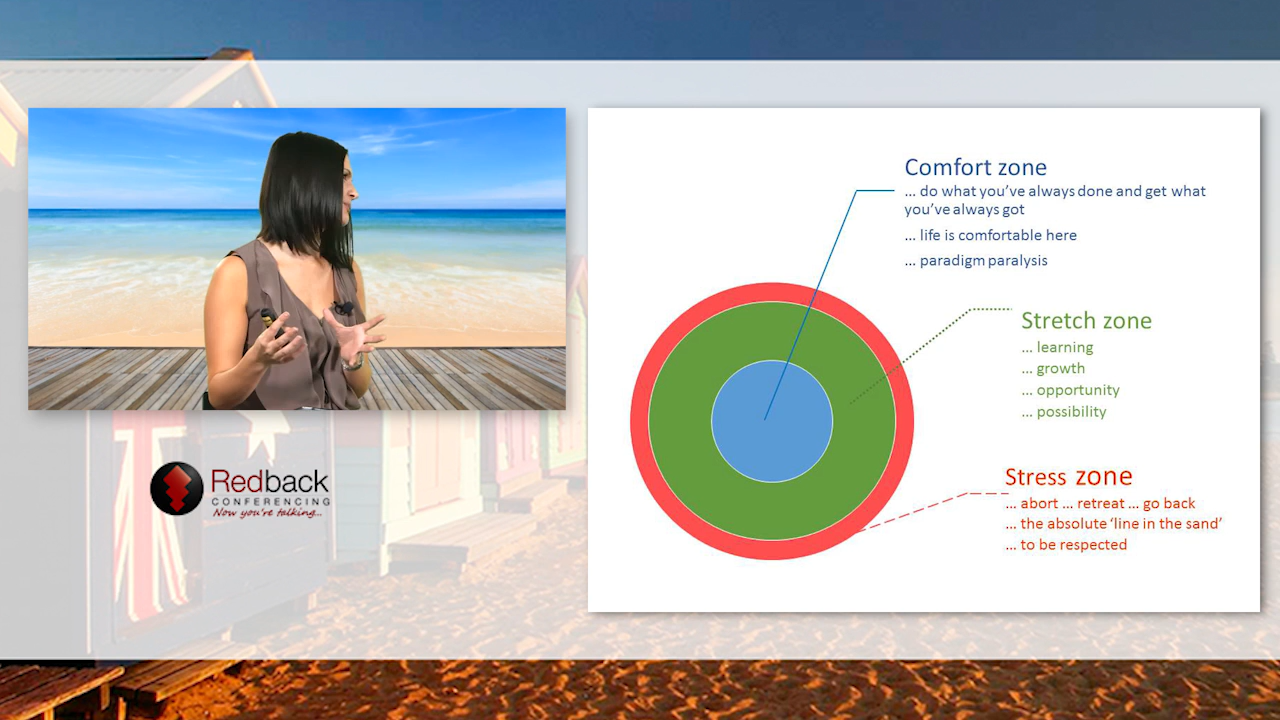 Comfort zone
... do what you've always done and get what
you've always got
... life is comfortable here
... paradigm paralysis
Stretch zone
... learning
... growth
... opportunity
... possibility
Stress zone
... abort ... retreat ... go back
... the absolute 'line in the sand'
... to be respected
Redback
CONFERENCING
Now you're talking...